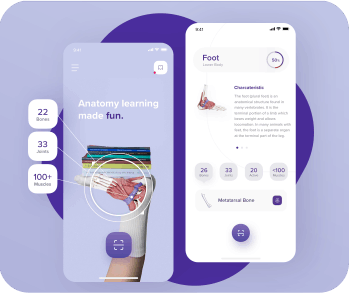 9:41
Anatomy learning
made fun.
22
Bones
33
Joints
100+
Muscles
9:41
Foot
Lower Body
50%
Characteristic
The foot (plural feet) is an
anatomical structure found in
many vertebrates. It is the
terminal portion of a limb which
bears weight and allows
locomotion. In many animals with
feet, the foot is a separate organ
at the terminal part of the leg.
26
Bones
33
Joints
20
<100
Muscles
Metatarsal Bone